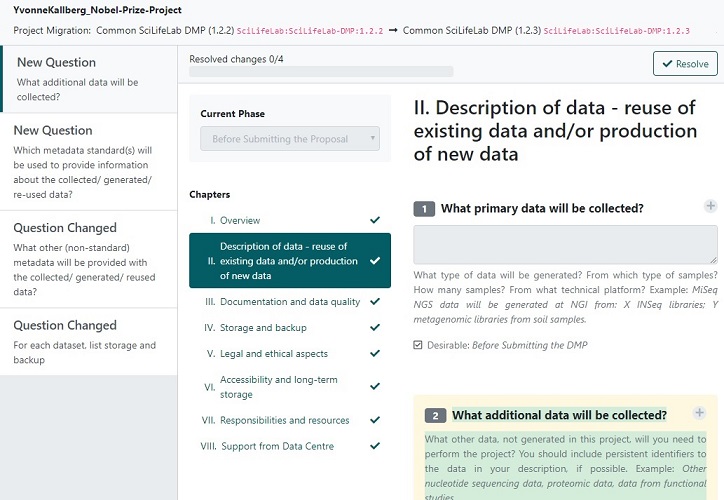 YvonneKallberg_Nobel-Prize-Project
Project Migration: Common SciLifeLab DMP (1.2.2) SciLifeLab:SciLifeLab-DMP:1.2.2 → Common SciLifeLab DMP (1.2.3) SciLifeLab:SciLifeLab-DMP:1.2.3
New Question
What additional data will be
collected?
New Question
Which metadata standard(s) will
be used to provide information
about the collected/ generated/
re-used data?
Question Changed
What other (non-standard)
metadata will be provided with
the collected/ generated/ reused
data?
Question Changed
For each dataset, list storage and
backup
Resolved changes 0/4
Resolve
Current Phase
Before Submitting the Proposal
Chapters
I. Overview
II. Description of data - reuse of
existing data and/or production
of new data
III. Documentation and data quality
IV. Storage and backup
V. Legal and ethical aspects
VI. Accessibility and long-term
storage
VII. Responsibilities and resources
VIII. Support from Data Centre
II. Description of data - reuse of
existing data and/or production
of new data
1 What primary data will be collected?
What type of data will be generated? From which type of samples?
How many samples? From what technical platform? Example: MiSeq
NGS data will be generated at NGI from: X INSeq libraries; Y
metagenomic libraries from soil samples.
Desirable: Before Submitting the DMP
2 What additional data will be collected?
What other data, not generated in this project, will you need to
perform the project? You should include persistent identifiers to
the data in your description, if possible. Example: Other
nucleotide sequencing data, proteomic data, data from functional
studies.